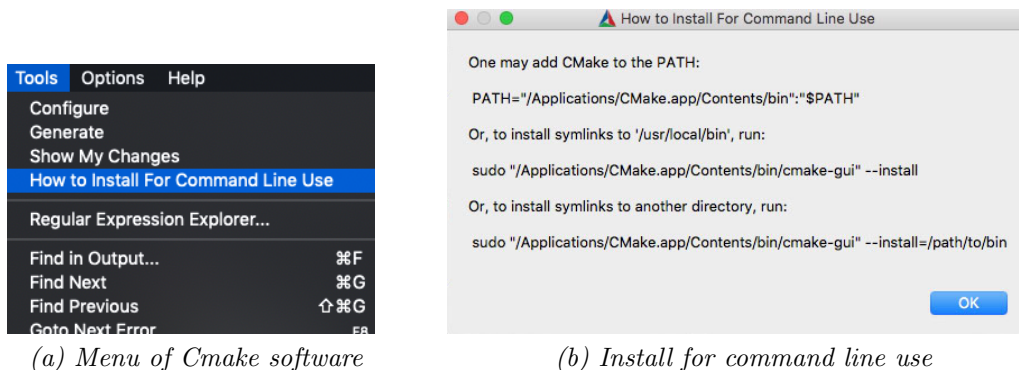 Tools Options Help
Configure
Generate
Show My Changes
How to Install For Command Line Use
Regular Expression Explorer...
Find in Output... ⌘F
Find Next ⌘G
Find Previous ⇧⌘G
Goto Next Error F8
(a) Menu of Cmake software
How to Install For Command Line Use
One may add CMake to the PATH:
PATH="/Applications/CMake.app/Contents/bin":"$PATH"
Or, to install symlinks to '/usr/local/bin', run:
sudo "/Applications/CMake.app/Contents/bin/cmake-gui" --install
Or, to install symlinks to another directory, run:
sudo "/Applications/CMake.app/Contents/bin/cmake-gui" --install=/path/to/bin
OK
(b) Install for command line use